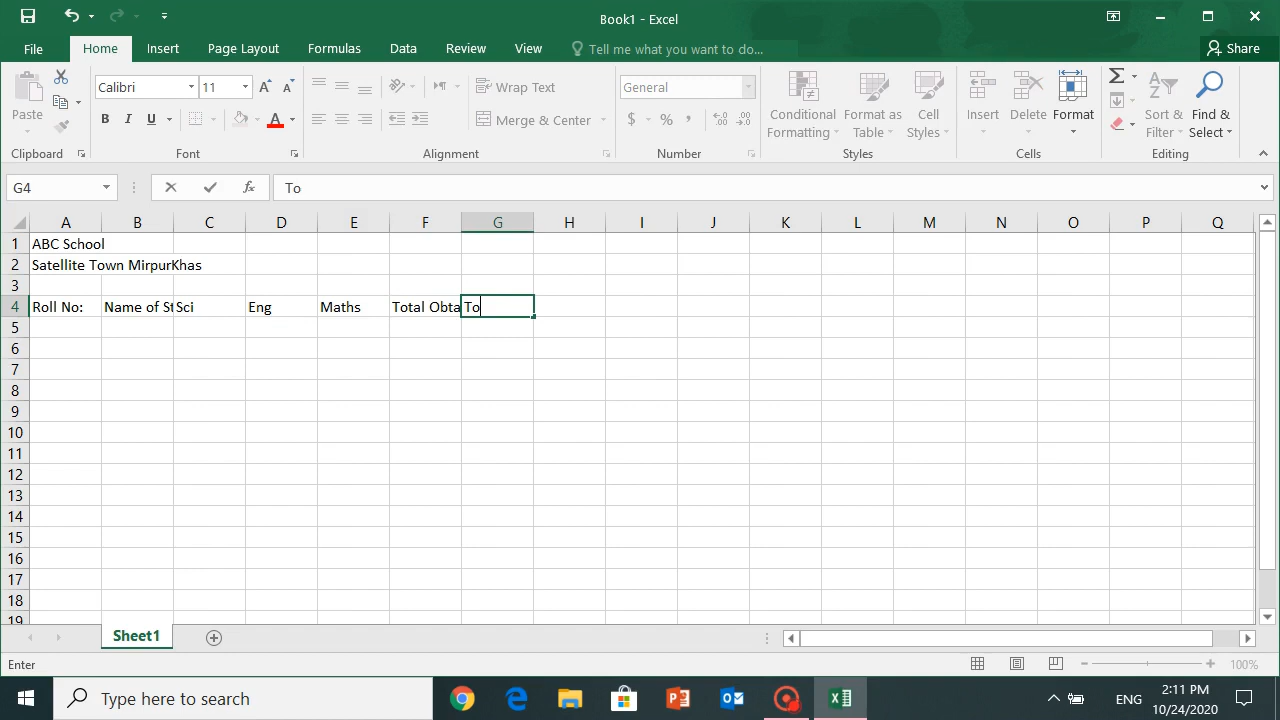 Book1 - Excel
File Home Insert Page Layout Formulas Data Review View Tell me what you want to do... Share
Paste
Clipboard
Calibri 11
B I U A
Font
Wrap Text
Merge & Center
Alignment
General
$ % ,
Number
Conditional Formatting
Format as Table
Cell Styles
Styles
Insert Delete Format
Cells
Sort & Filter
Find & Select
Editing
G4 fx To
A B C D E F G H I J K L M N O P Q
1 ABC School
2 Satellite Town MirpurKhas
3
4 Roll No: Name of St Sci Eng Maths Total Obta To
5
6
7
8
9
10
11
12
13
14
15
16
17
18
19
Sheet1
Enter 100%
Type here to search ENG 2:11 PM
10/24/2020